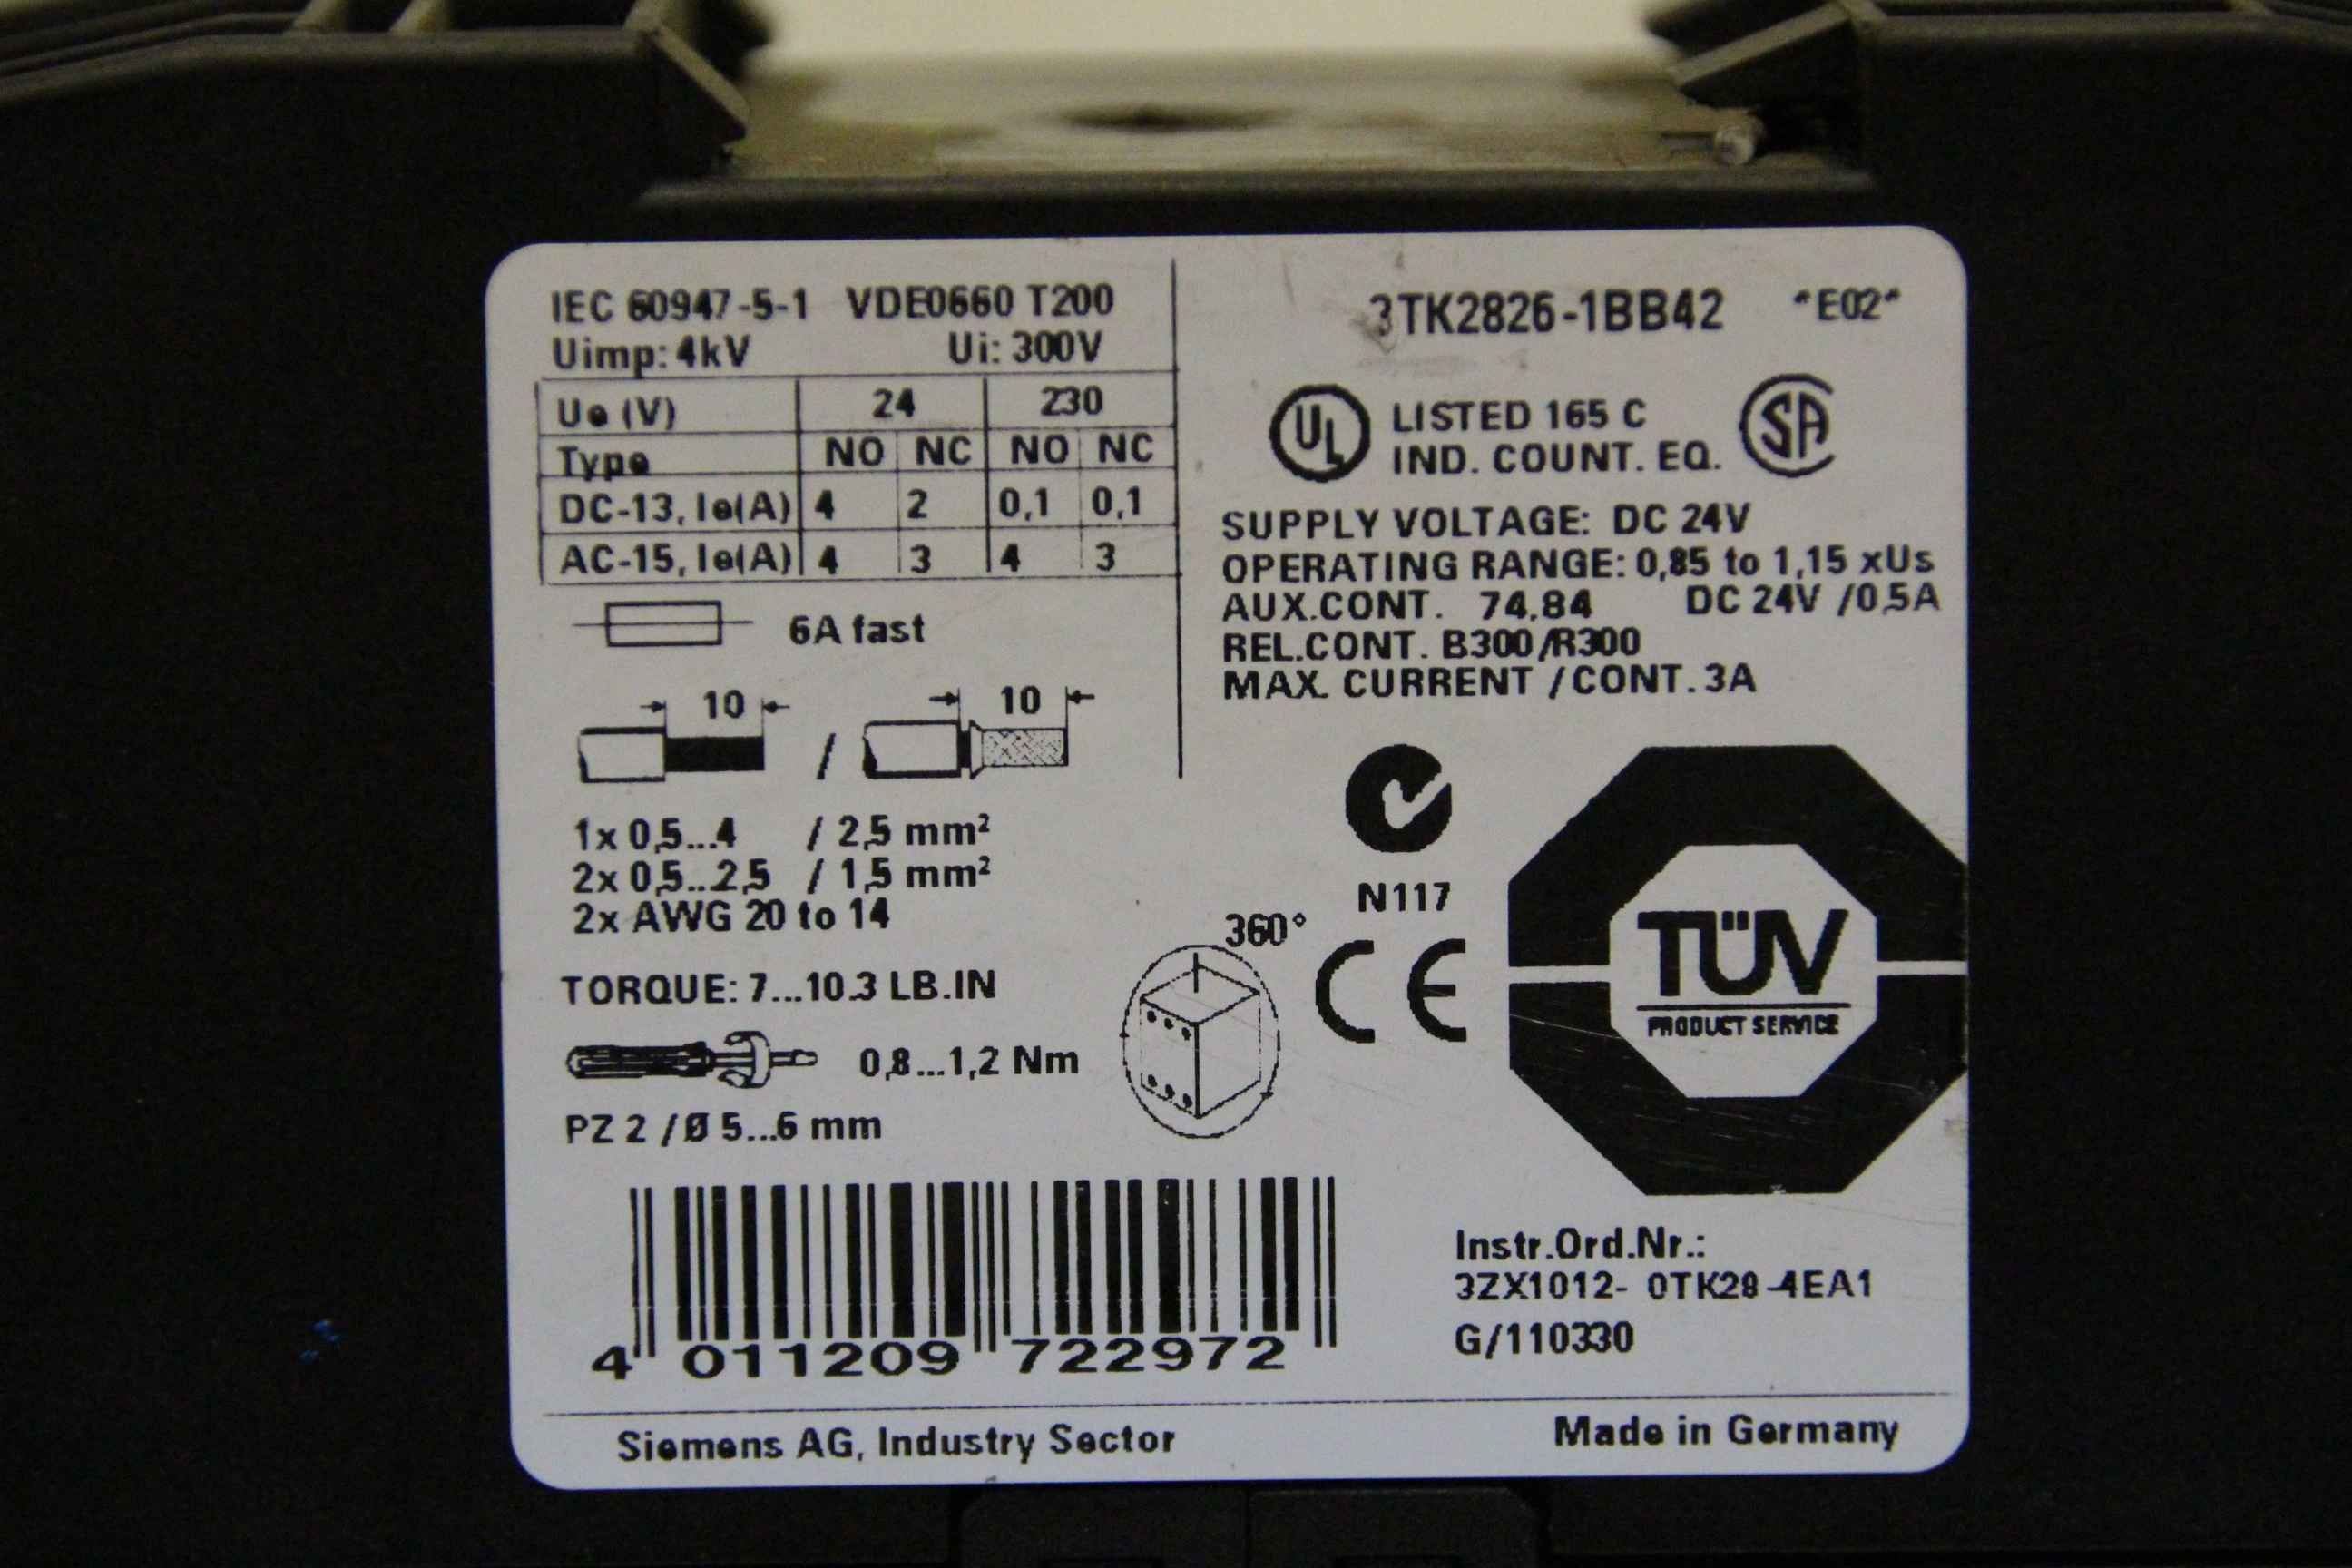 IEC 60947-5-1 VDE0660 T200
Uimp: 4kV Ui: 300V
Ue (V) 24 230
Type NO NC NO NC
DC-13, Ie(A) 4 2 0,1 0,1
AC-15, Ie(A) 4 3 4 3
6A fast
10 / 10
1x 0,5...4 / 2,5 mm²
2x 0,5...2,5 / 1,5 mm²
2x AWG 20 to 14
TORQUE: 7...10.3 LB.IN
0,8...1,2 Nm
PZ 2 / Ø 5...6 mm
3TK2826-1BB42 *E02*
UL LISTED 165 C SA
IND. COUNT. EQ.
SUPPLY VOLTAGE: DC 24V
OPERATING RANGE: 0,85 to 1,15 xUs
AUX.CONT. 74,84 DC 24V /0,5A
REL.CONT. B300/R300
MAX. CURRENT /CONT. 3A
N117
360°
CE
TÜV
PRODUCT SERVICE
4 011209 722972
Instr.Ord.Nr.:
3ZX1012- 0TK28-4EA1
G/110330
Siemens AG, Industry Sector
Made in Germany